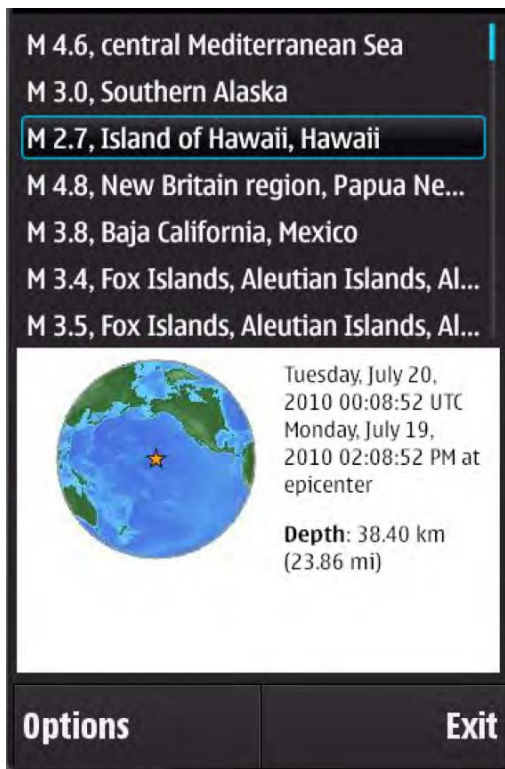 M 4.6, central Mediterranean Sea
M 3.0, Southern Alaska
M 2.7, Island of Hawaii, Hawaii
M 4.8, New Britain region, Papua Ne...
M 3.8, Baja California, Mexico
M 3.4, Fox Islands, Aleutian Islands, Al...
M 3.5, Fox Islands, Aleutian Islands, Al...
Tuesday, July 20,
2010 00:08:52 UTC
Monday, July 19,
2010 02:08:52 PM at
epicenter
Depth: 38.40 km
(23.86 mi)
Options
Exit